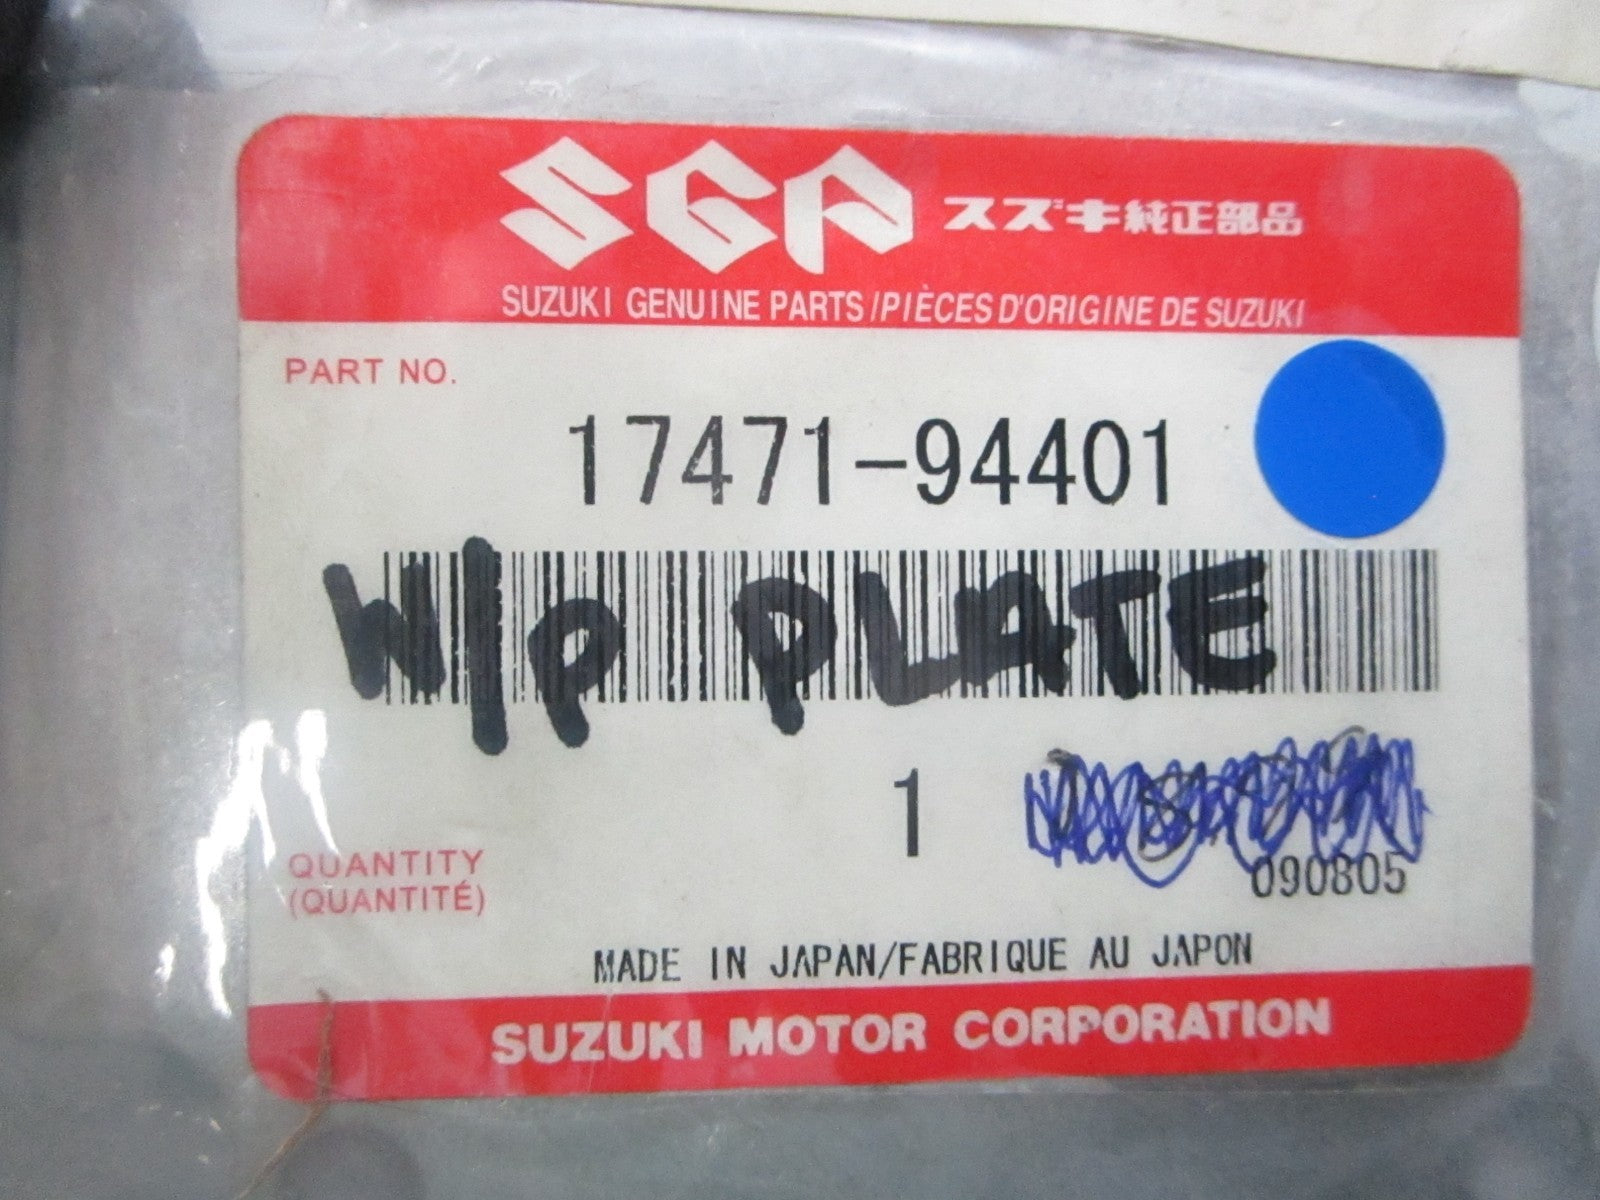 SGP スズキ純正部品
SUZUKI GENUINE PARTS/PIÈCES D'ORIGINE DE SUZUKI
PART NO.
17471-94401
W/P PLATE
1
090805
QUANTITY
(QUANTITÉ)
MADE IN JAPAN/FABRIQUE AU JAPON
SUZUKI MOTOR CORPORATION